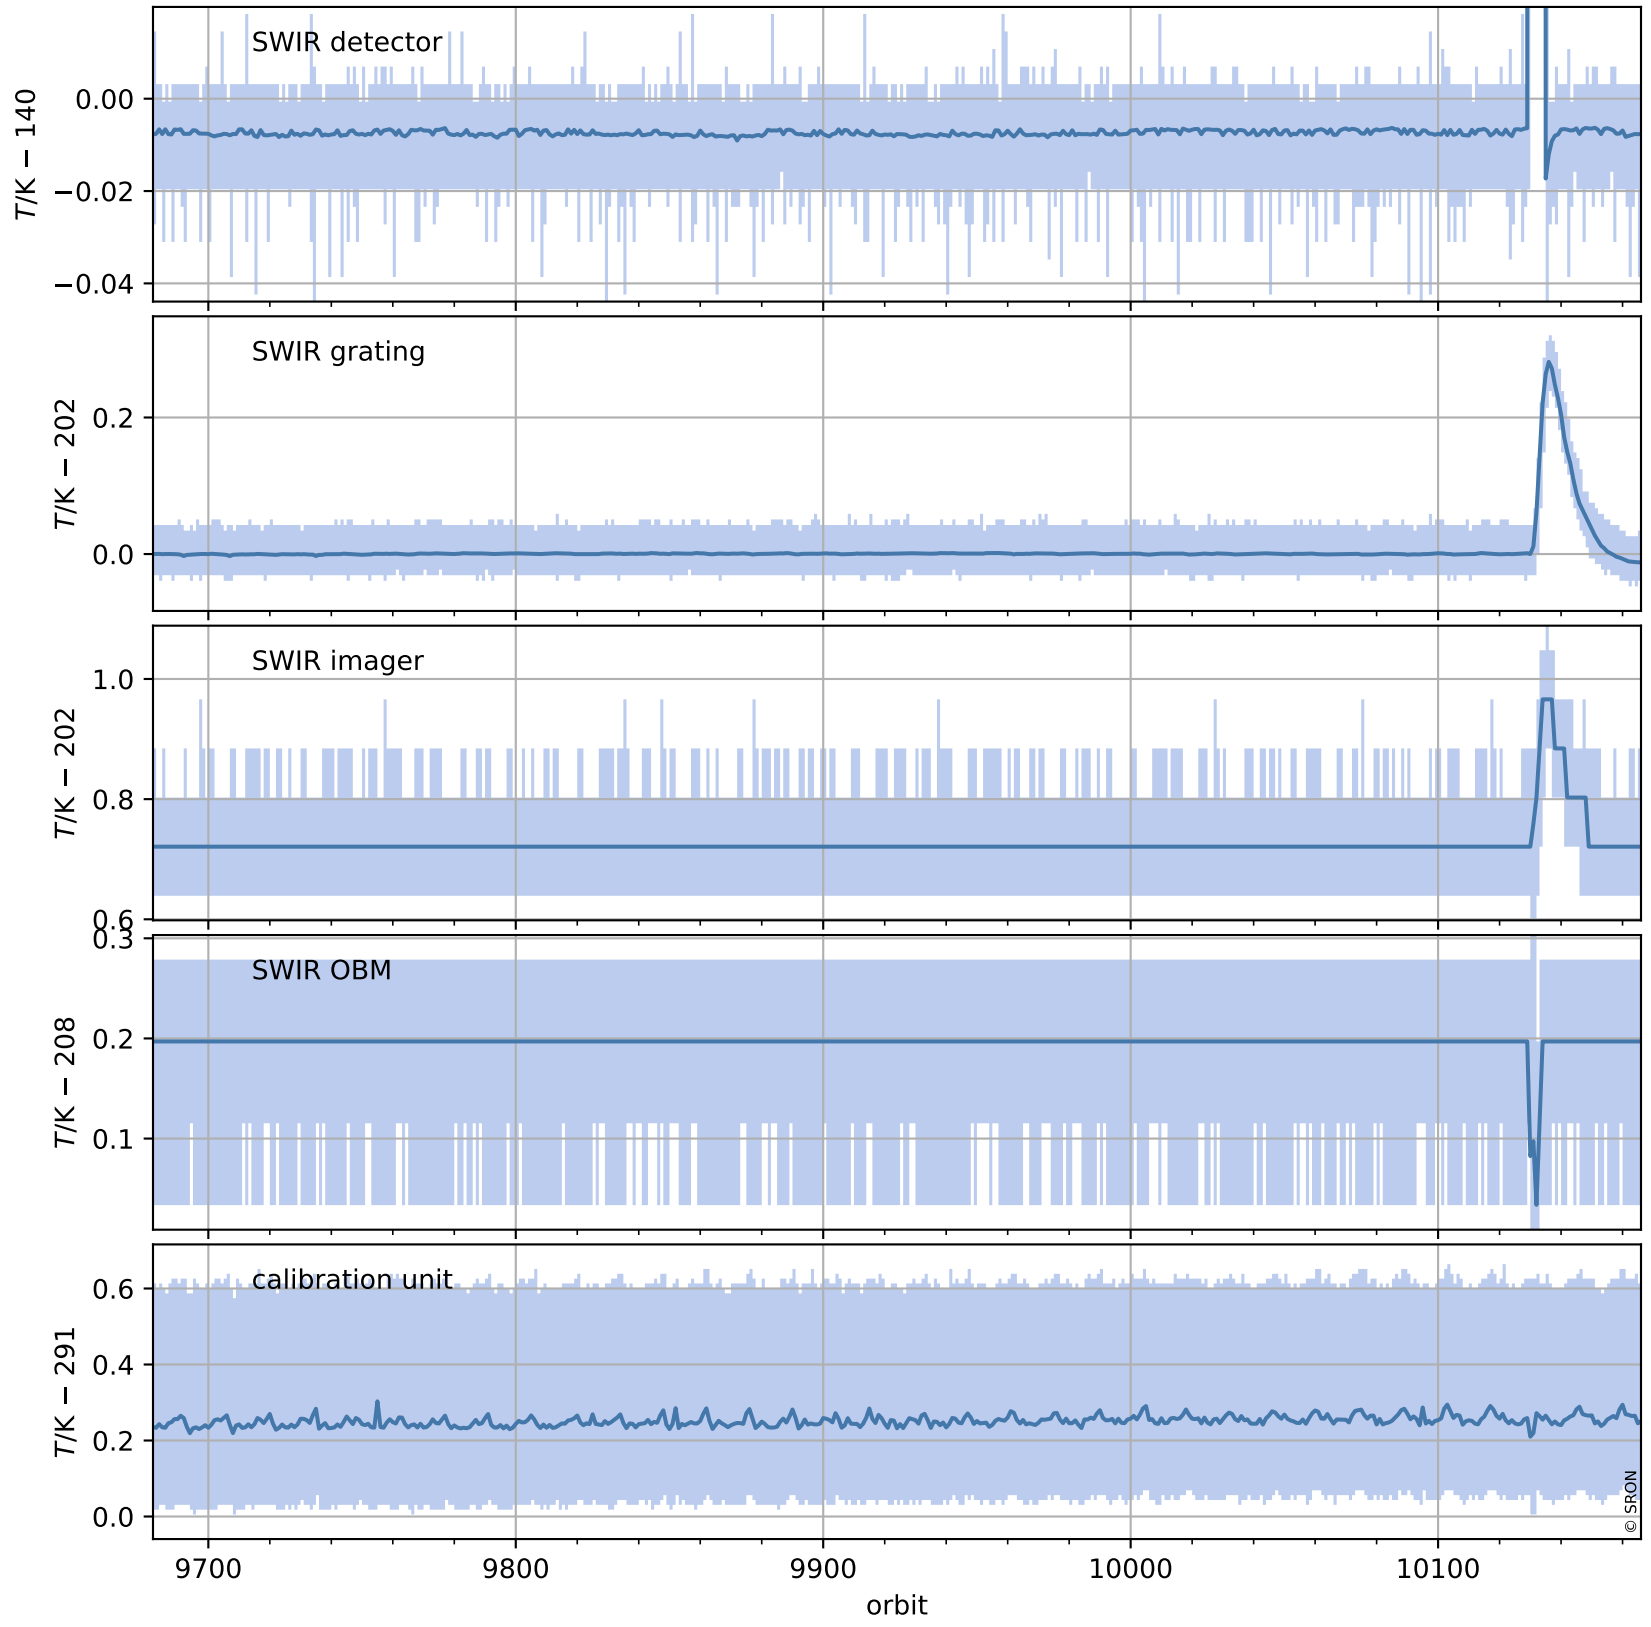 SWIR detector
T/K − 140
0.00
−0.02
−0.04
SWIR grating
T/K − 202
0.2
0.0
SWIR imager
T/K − 202
1.0
0.8
0.6
SWIR OBM
T/K − 208
0.3
0.2
0.1
calibration unit
T/K − 291
0.6
0.4
0.2
0.0
© SRON
9700 9800 9900 10000 10100
orbit